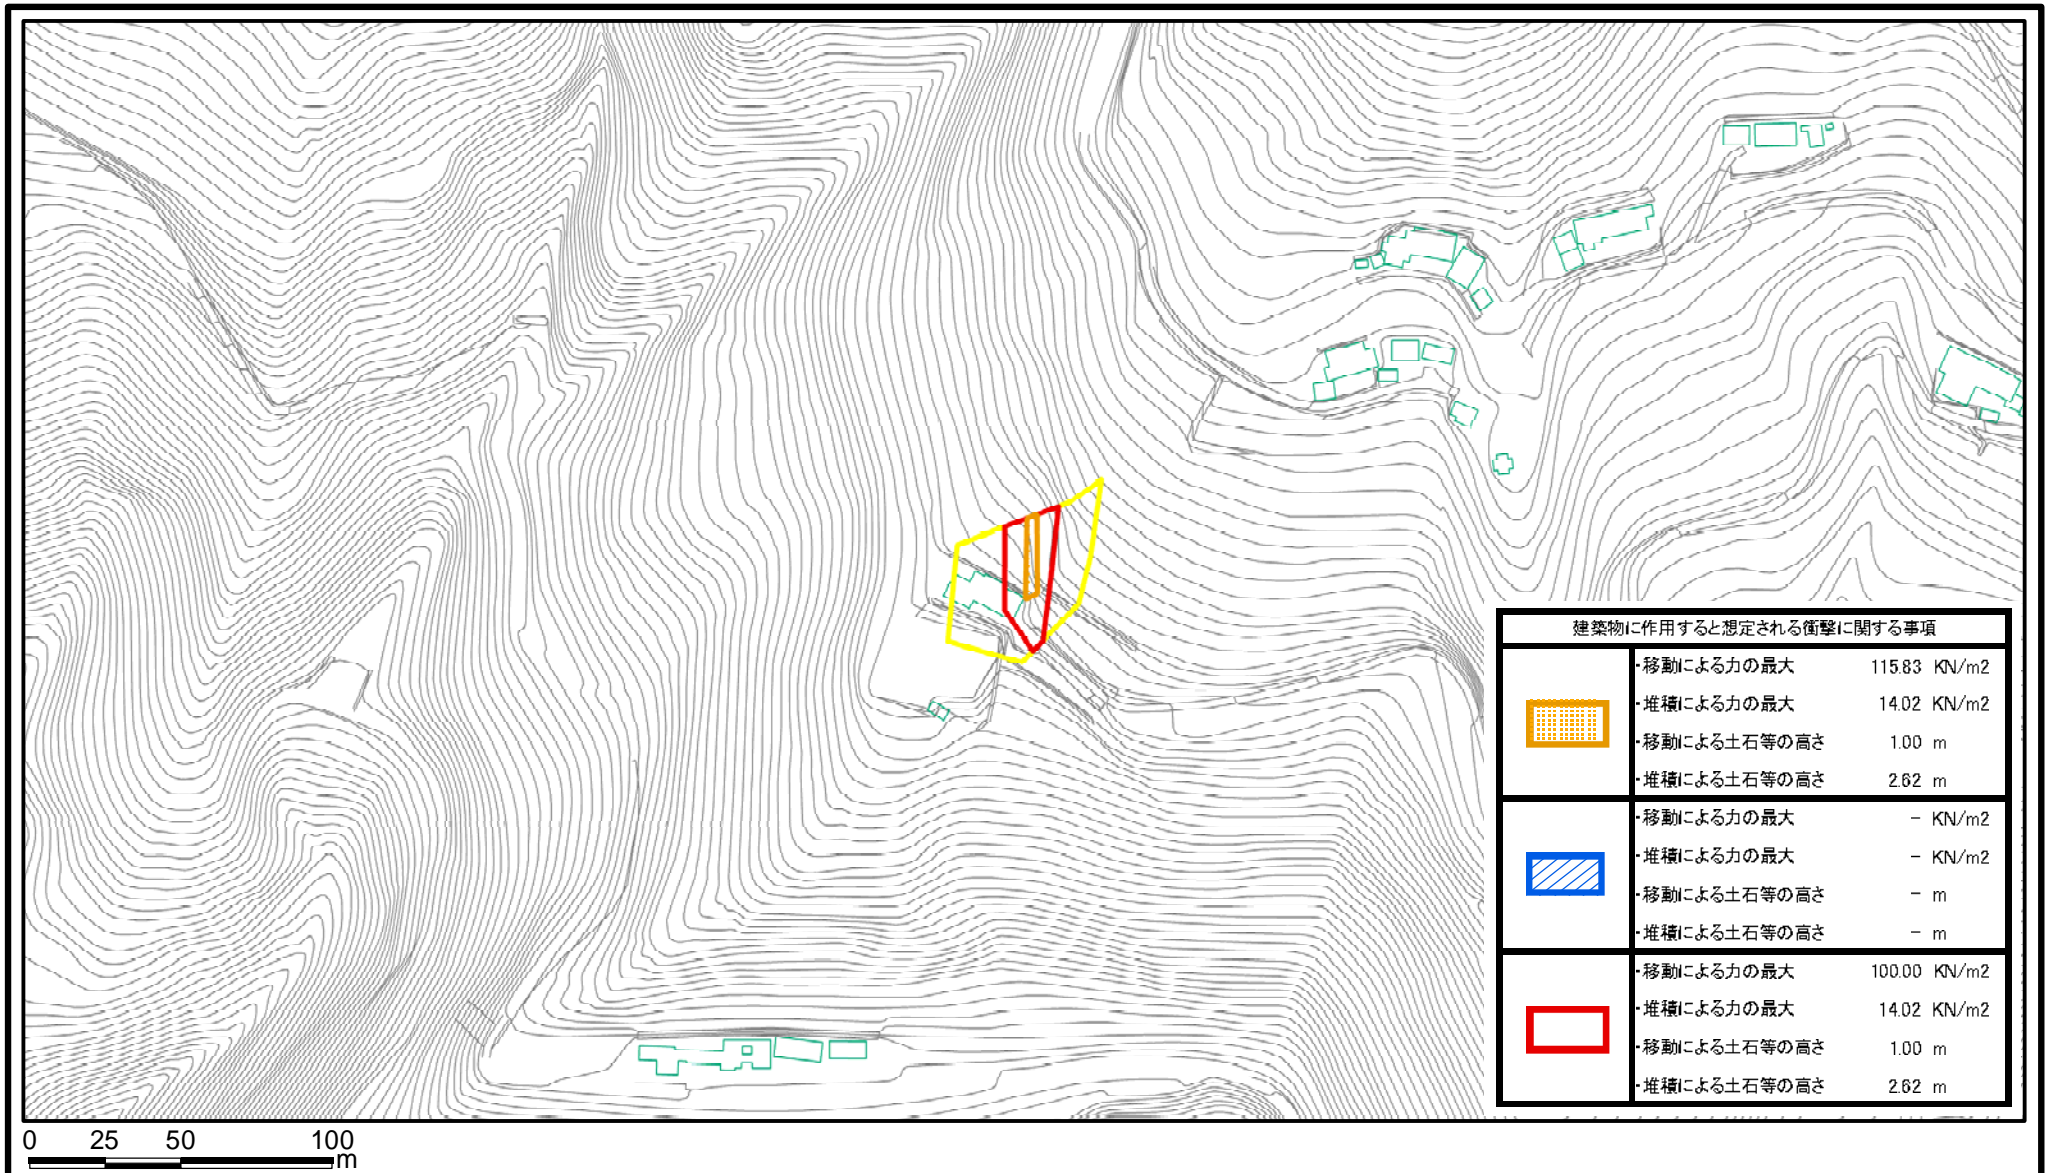 建築物に作用すると想定される衝撃に関する事項
・移動による力の最大 115.83 KN/m2
・堆積による力の最大 14.02 KN/m2
・移動による土石等の高さ 1.00 m
・堆積による土石等の高さ 2.62 m
・移動による力の最大 - KN/m2
・堆積による力の最大 - KN/m2
・移動による土石等の高さ - m
・堆積による土石等の高さ - m
・移動による力の最大 100.00 KN/m2
・堆積による力の最大 14.02 KN/m2
・移動による土石等の高さ 1.00 m
・堆積による土石等の高さ 2.62 m
0 25 50 100
m